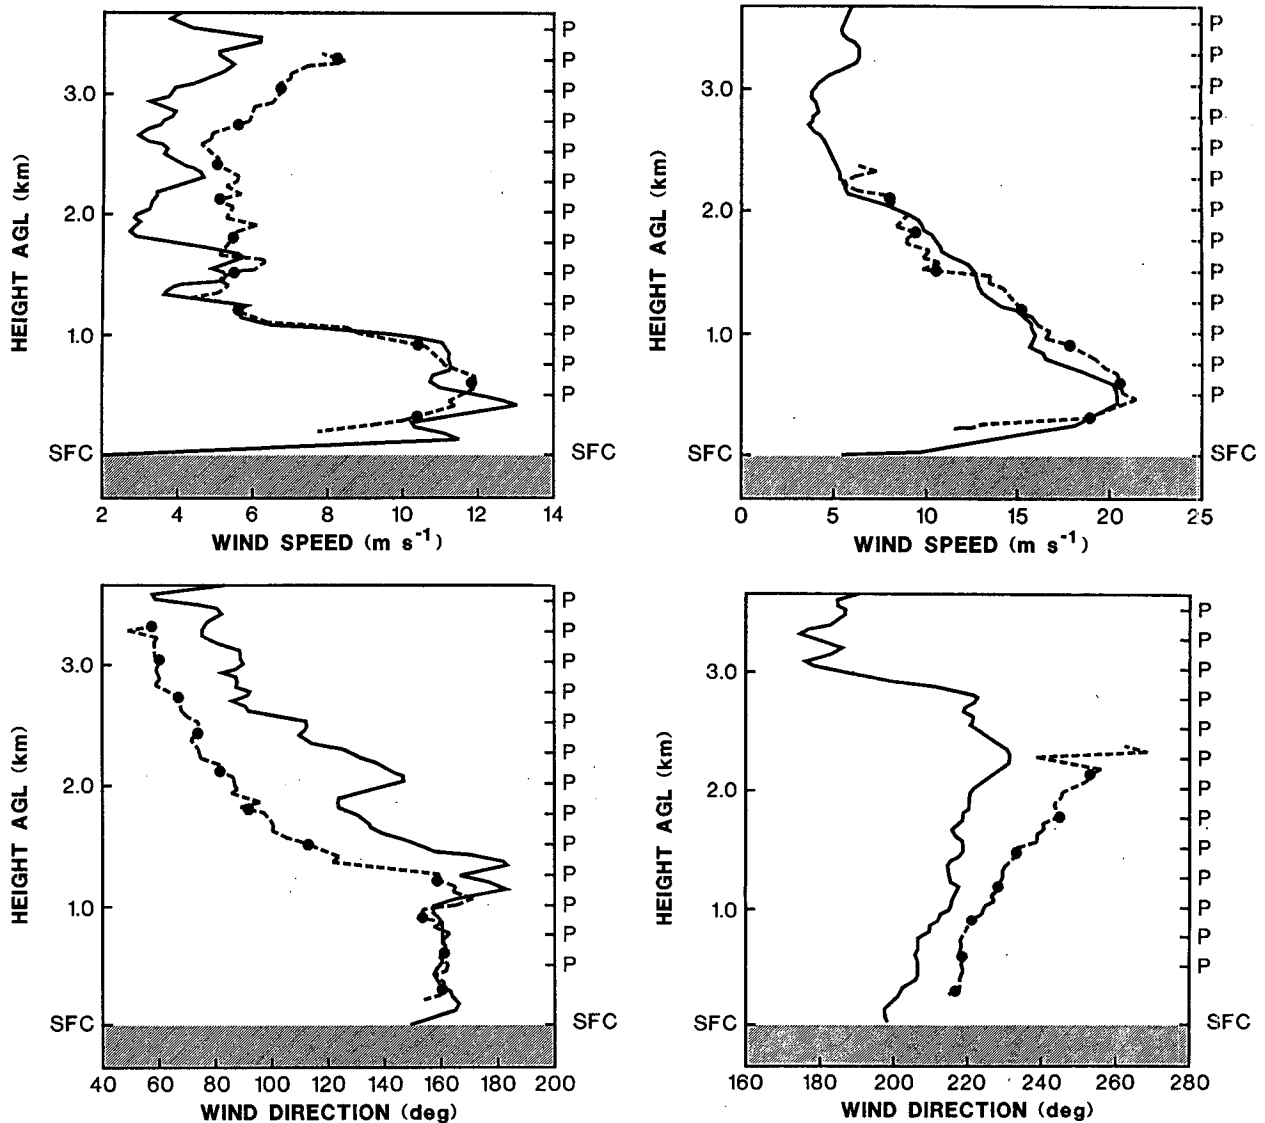 HEIGHT AGL (km)
3.0
2.0
1.0
SFC
P
P
P
P
P
P
P
P
P
P
P
P
P
SFC
2 4 6 8 10 12 14
WIND SPEED (m s⁻¹)
HEIGHT AGL (km)
3.0
2.0
1.0
SFC
P
P
P
P
P
P
P
P
P
P
P
P
P
SFC
0 5 10 15 20 25
WIND SPEED (m s⁻¹)
HEIGHT AGL (km)
3.0
2.0
1.0
SFC
P
P
P
P
P
P
P
P
P
P
P
P
P
SFC
40 60 80 100 120 140 160 180 200
WIND DIRECTION (deg)
HEIGHT AGL (km)
3.0
2.0
1.0
P
P
P
P
P
P
P
P
P
P
P
P
P
SFC
SFC
160 180 200 220 240 260 280
WIND DIRECTION (deg)